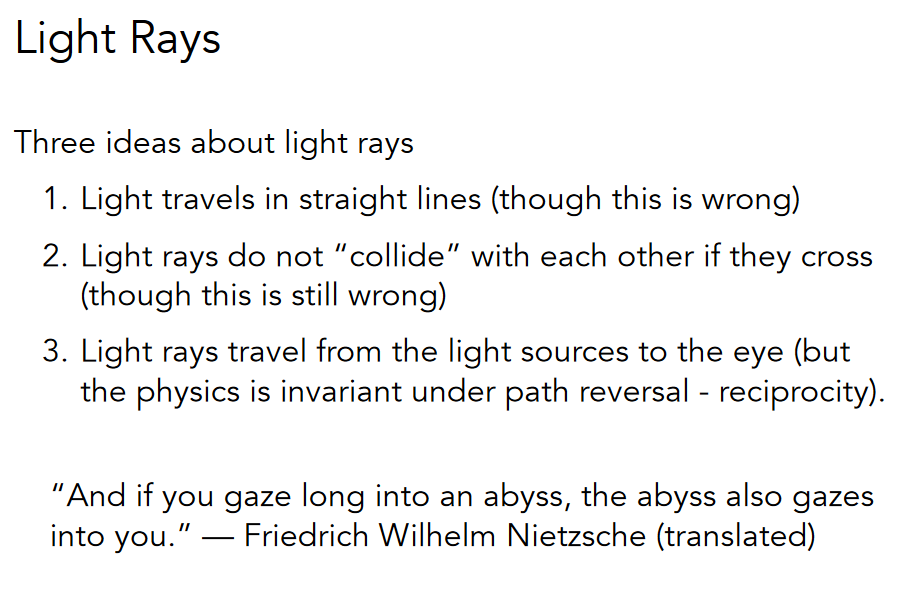 Light Rays
Three ideas about light rays
1. Light travels in straight lines (though this is wrong)
2. Light rays do not “collide” with each other if they cross
(though this is still wrong)
3. Light rays travel from the light sources to the eye (but
the physics is invariant under path reversal - reciprocity).
“And if you gaze long into an abyss, the abyss also gazes
into you.” — Friedrich Wilhelm Nietzsche (translated)